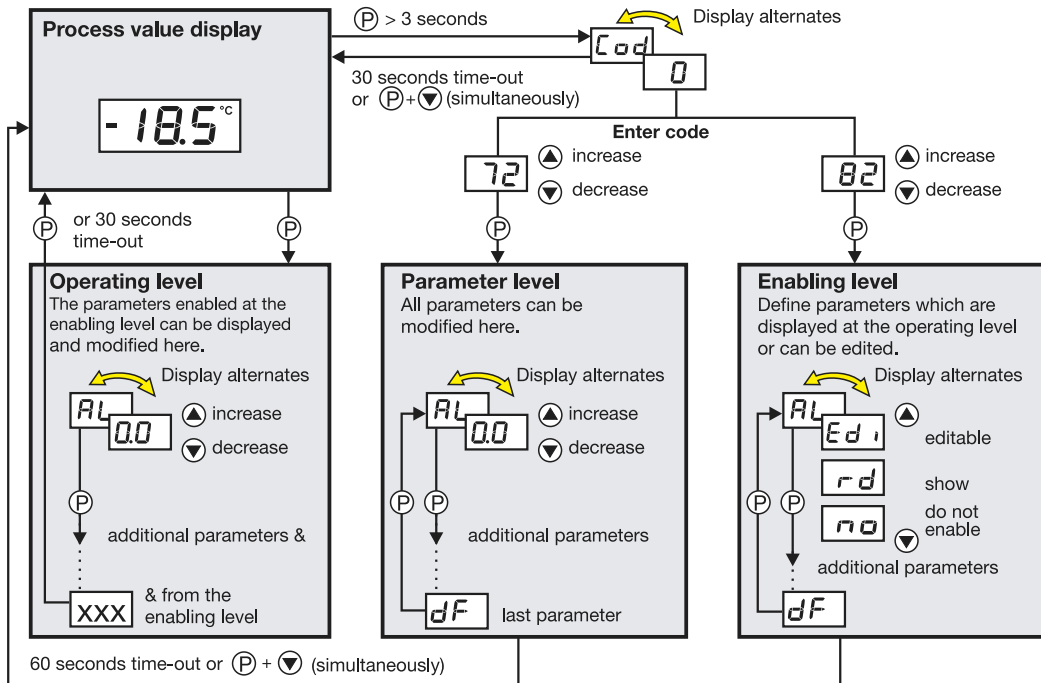 Process value display
-18.5 °C
Ⓟ > 3 seconds
Display alternates
Cod
0
30 seconds time-out
or Ⓟ+▼ (simultaneously)
Enter code
72
▲ increase
▼ decrease
82
▲ increase
▼ decrease
Ⓟ or 30 seconds
time-out
Ⓟ
Ⓟ
Ⓟ
Operating level
The parameters enabled at the
enabling level can be displayed
and modified here.
Display alternates
AL
0.0
▲ increase
▼ decrease
Ⓟ
additional parameters &
xxx
& from the
enabling level
Parameter level
All parameters can be
modified here.
Display alternates
AL
0.0
▲ increase
▼ decrease
Ⓟ Ⓟ
additional parameters
dF
last parameter
Enabling level
Define parameters which are
displayed at the operating level
or can be edited.
Display alternates
AL
Edi
▲
editable
rd
show
no
do not
enable
▼
Ⓟ Ⓟ
additional parameters
dF
60 seconds time-out or Ⓟ + ▼ (simultaneously)